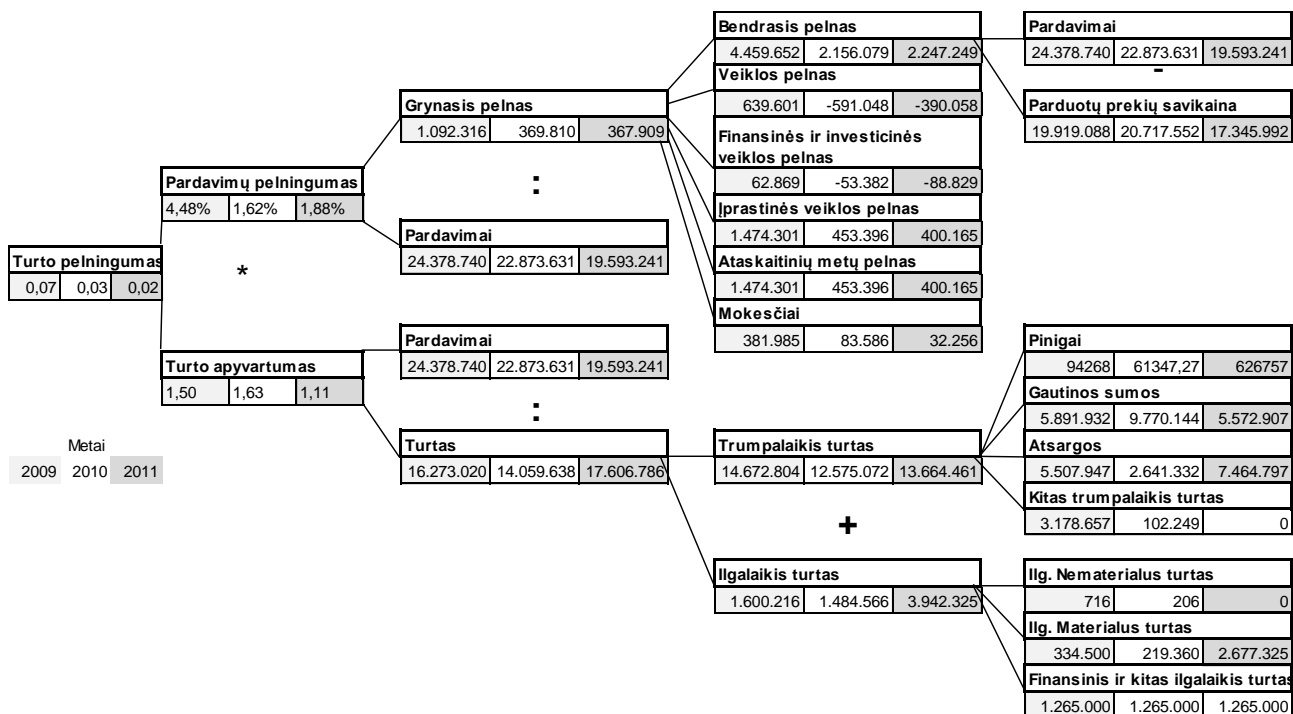 Bendrasis pelnas
4.459.652 2.156.079 2.247.249
Pardavimai
24.378.740 22.873.631 19.593.241
-
Veiklos pelnas
639.601 -591.048 -390.058
Grynasis pelnas
1.092.316 369.810 367.909
Parduotų prekių savikaina
19.919.088 20.717.552 17.345.992
Finansinės ir investicinės
veiklos pelnas
62.869 -53.382 -88.829
Pardavimų pelningumas
4,48% 1,62% 1,88%
:
Įprastinės veiklos pelnas
1.474.301 453.396 400.165
Pardavimai
24.378.740 22.873.631 19.593.241
Turto pelningumas
0,07 0,03 0,02
*
Ataskaitinių metų pelnas
1.474.301 453.396 400.165
Mokesčiai
381.985 83.586 32.256
Pardavimai
24.378.740 22.873.631 19.593.241
Turto apyvartumas
1,50 1,63 1,11
:
Pinigai
94268 61347,27 626757
Gautinos sumos
5.891.932 9.770.144 5.572.907
Metai
2009 2010 2011
Turtas
16.273.020 14.059.638 17.606.786
Trumpalaikis turtas
14.672.804 12.575.072 13.664.461
Atsargos
5.507.947 2.641.332 7.464.797
Kitas trumpalaikis turtas
3.178.657 102.249 0
+
Ilgalaikis turtas
1.600.216 1.484.566 3.942.325
Ilg. Nematerialus turtas
716 206 0
Ilg. Materialus turtas
334.500 219.360 2.677.325
Finansinis ir kitas ilgalaikis turtas
1.265.000 1.265.000 1.265.000